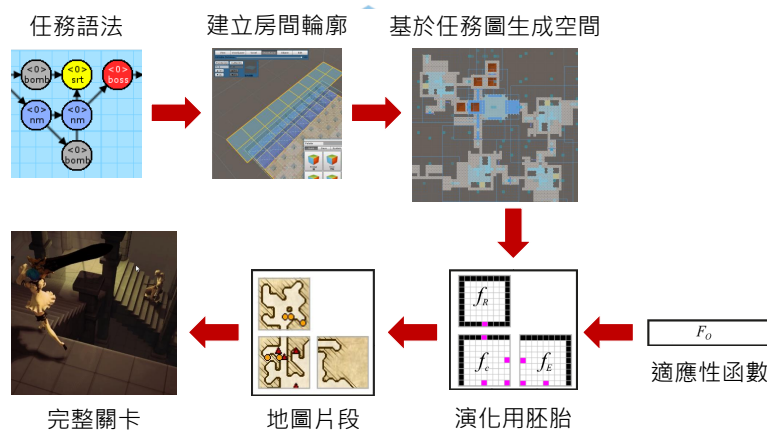 任務語法
建立房間輪廓
基於任務圖生成空間
<0>
bomb
<0>
srt
<0>
boss
<0>
nm
<0>
nm
<0>
bomb
f_R
f_c
f_E
F_O
適應性函數
完整關卡
地圖片段
演化用胚胎